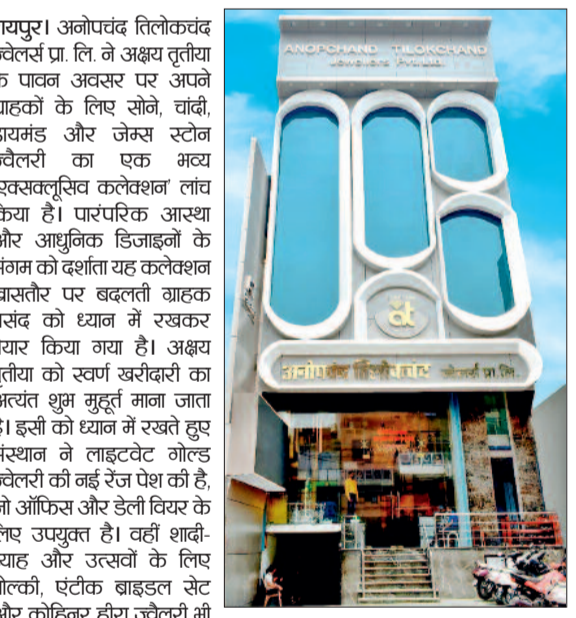 रायपुर। अनोपचंद तिलोकचंद
ज्वेलर्स प्रा. लि. ने अक्षय तृतीया
के पावन अवसर पर अपने
ग्राहकों के लिए सोने, चांदी,
डायमंड और जेम्स स्टोन
ज्वैलरी का एक भव्य
'एक्सक्लूसिव कलेक्शन' लांच
किया है। पारंपरिक आस्था
और आधुनिक डिजाइनों के
संगम को दर्शाता यह कलेक्शन
खासतौर पर बदलती ग्राहक
पसंद को ध्यान में रखकर
तैयार किया गया है। अक्षय
तृतीया को स्वर्ण खरीदारी का
अत्यंत शुभ मुहूर्त माना जाता
है। इसी को ध्यान में रखते हुए
संस्थान ने लाइटवेट गोल्ड
ज्वेलरी की नई रेंज पेश की है,
जो ऑफिस और डेली वियर के
लिए उपयुक्त है। वहीं शादी-
ब्याह और उत्सवों के लिए
पोल्की, एंटीक ब्राइडल सेट
और कोहिनूर हीरा ज्वैलरी भी
ANOPCHAND TILOKCHAND
Jewellers Pvt. Ltd.
at
अनोपचंद तिलोकचंद ज्वेलर्स प्रा. लि.